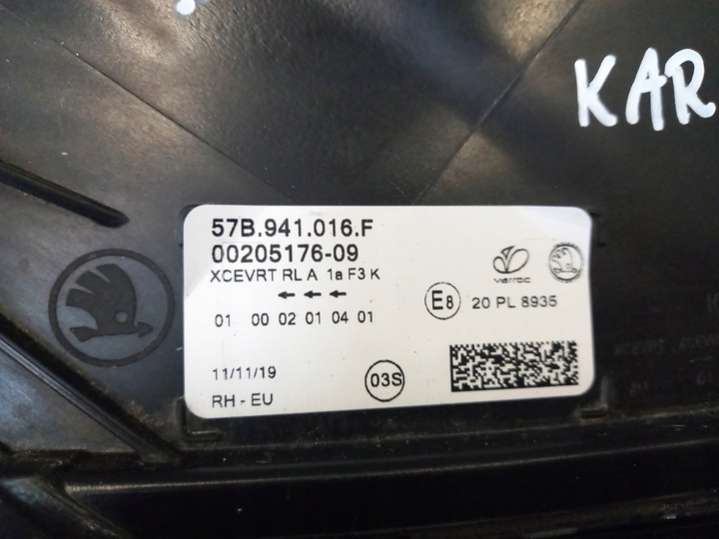 KAR
57B.941.016.F
00205176-09
XCEVRT RL A 1a F3 K
varroc
E8 20 PL 8935
01 00 02 01 04 01
11/11/19
03S
RH - EU